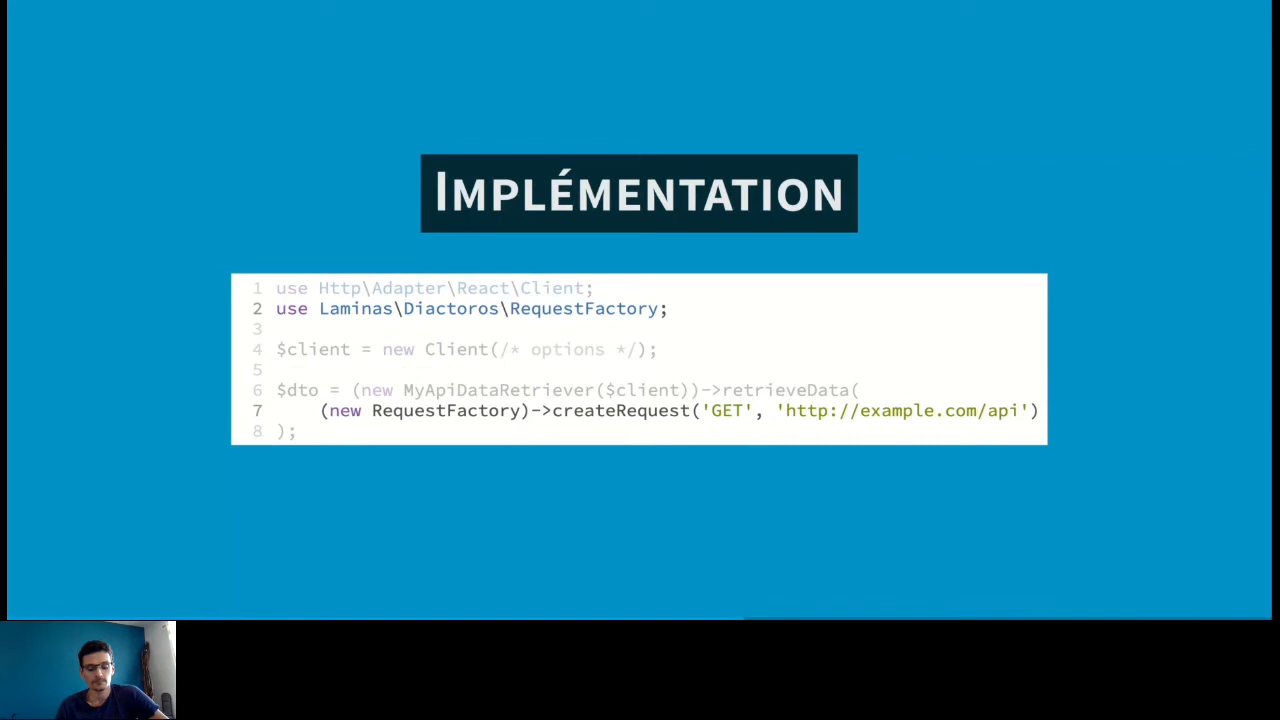 IMPLÉMENTATION
1 use Http\Adapter\React\Client;
2 use Laminas\Diactoros\RequestFactory;
3
4 $client = new Client(/* options */);
5
6 $dto = (new MyApiDataRetriever($client))->retrieveData(
7     (new RequestFactory)->createRequest('GET', 'http://example.com/api')
8 );